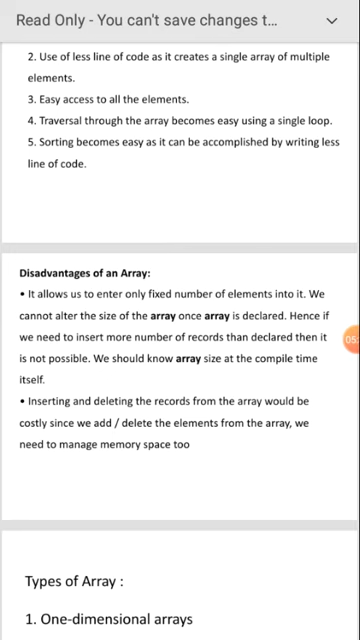 Read Only - You can't save changes t...
2. Use of less line of code as it creates a single array of multiple
elements.
3. Easy access to all the elements.
4. Traversal through the array becomes easy using a single loop.
5. Sorting becomes easy as it can be accomplished by writing less
line of code.
Disadvantages of an Array:
• It allows us to enter only fixed number of elements into it. We
cannot alter the size of the array once array is declared. Hence if
we need to insert more number of records than declared then it
is not possible. We should know array size at the compile time
itself.
• Inserting and deleting the records from the array would be
costly since we add / delete the elements from the array, we
need to manage memory space too
Types of Array :
1. One-dimensional arrays